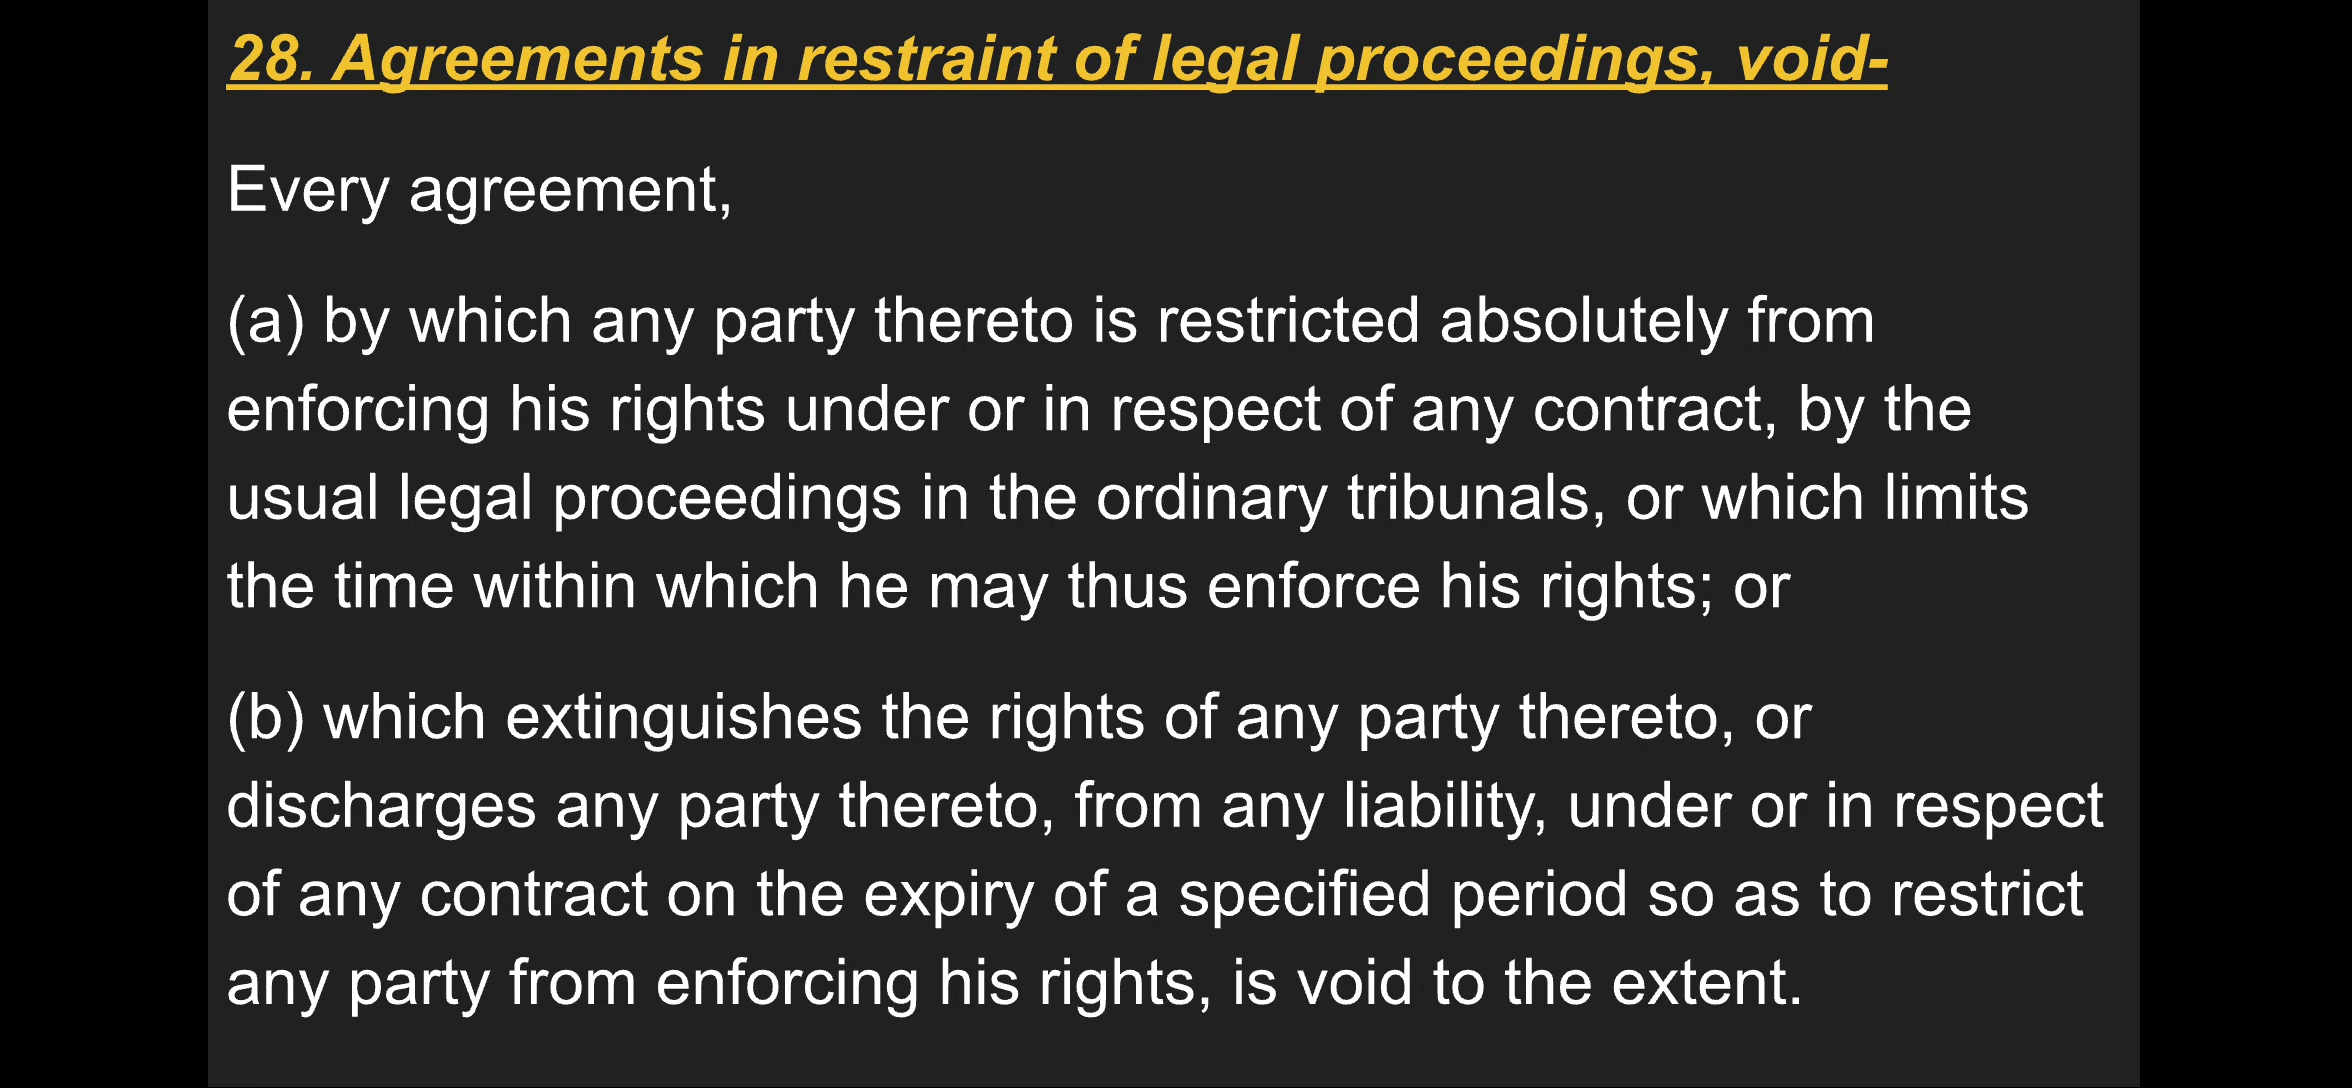 28. Agreements in restraint of legal proceedings, void-
Every agreement,
(a) by which any party thereto is restricted absolutely from
enforcing his rights under or in respect of any contract, by the
usual legal proceedings in the ordinary tribunals, or which limits
the time within which he may thus enforce his rights; or
(b) which extinguishes the rights of any party thereto, or
discharges any party thereto, from any liability, under or in respect
of any contract on the expiry of a specified period so as to restrict
any party from enforcing his rights, is void to the extent.